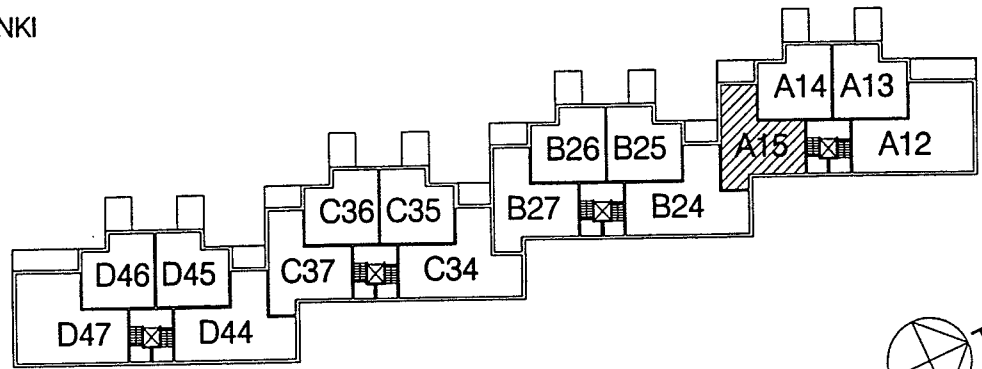 NKI
A14 A13
A15 A12
B26 B25
B27 B24
C36 C35
C37 C34
D46 D45
D47 D44